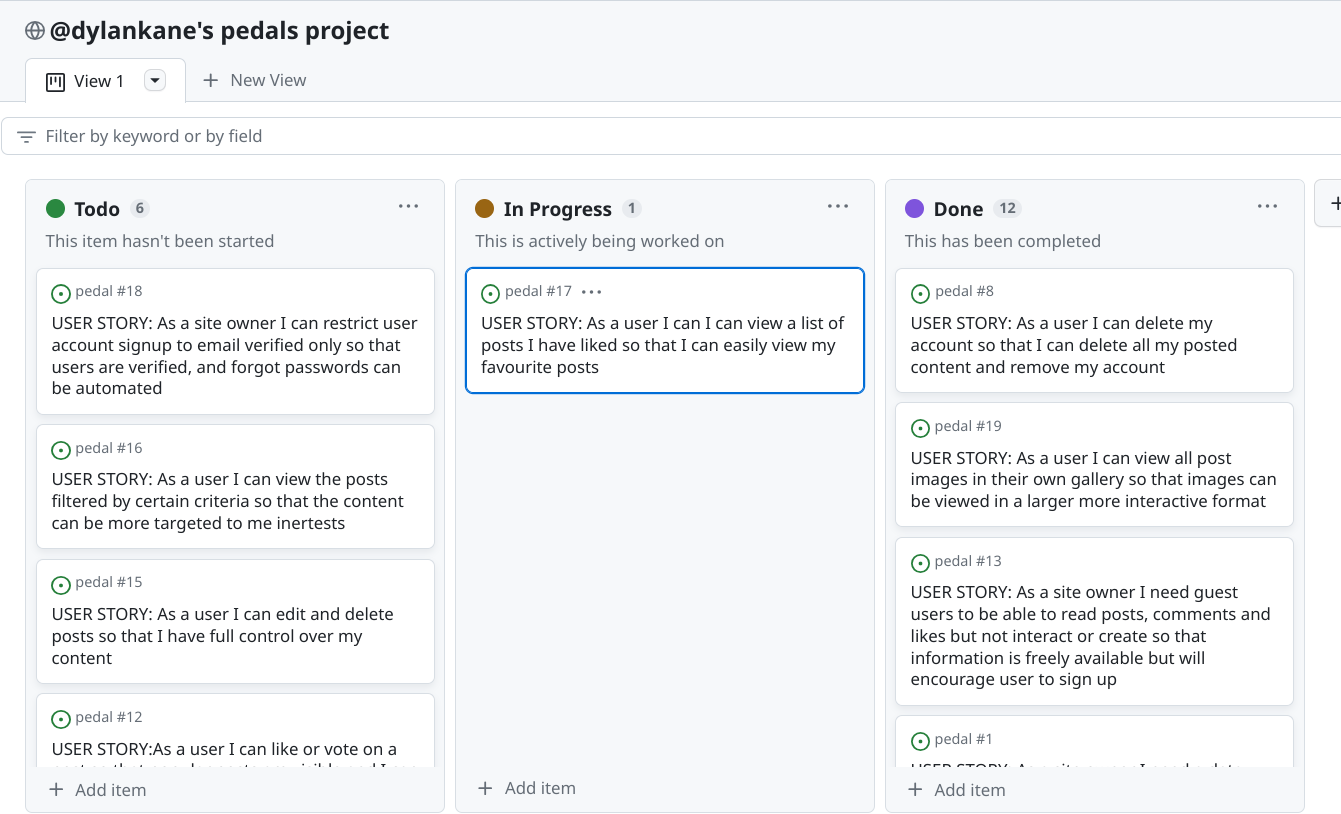 @dylankane's pedals project
View 1
New View
Filter by keyword or by field
Todo 6
This item hasn't been started
pedal #18
USER STORY: As a site owner I can restrict user
account signup to email verified only so that
users are verified, and forgot passwords can
be automated
pedal #16
USER STORY: As a user I can view the posts
filtered by certain criteria so that the content
can be more targeted to me inertests
pedal #15
USER STORY: As a user I can edit and delete
posts so that I have full control over my
content
pedal #12
USER STORY:As a user I can like or vote on a
Add item
In Progress 1
This is actively being worked on
pedal #17
USER STORY: As a user I can I can view a list of
posts I have liked so that I can easily view my
favourite posts
Add item
Done 12
This has been completed
pedal #8
USER STORY: As a user I can delete my
account so that I can delete all my posted
content and remove my account
pedal #19
USER STORY: As a user I can view all post
images in their own gallery so that images can
be viewed in a larger more interactive format
pedal #13
USER STORY: As a site owner I need guest
users to be able to read posts, comments and
likes but not interact or create so that
information is freely available but will
encourage user to sign up
pedal #1
Add item